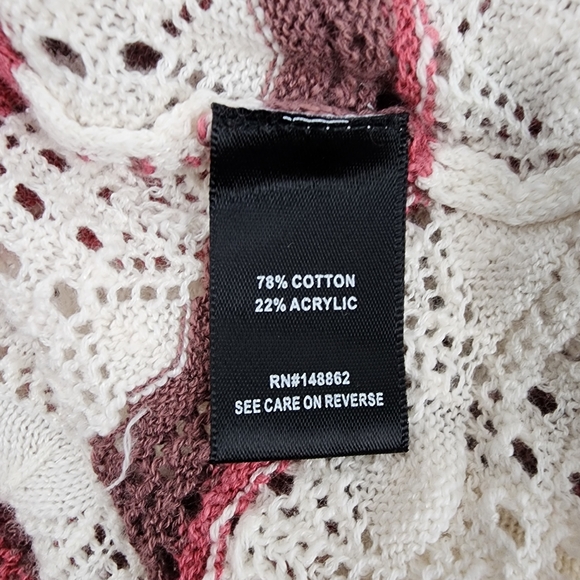 78% COTTON
22% ACRYLIC
RN#148862
SEE CARE ON REVERSE